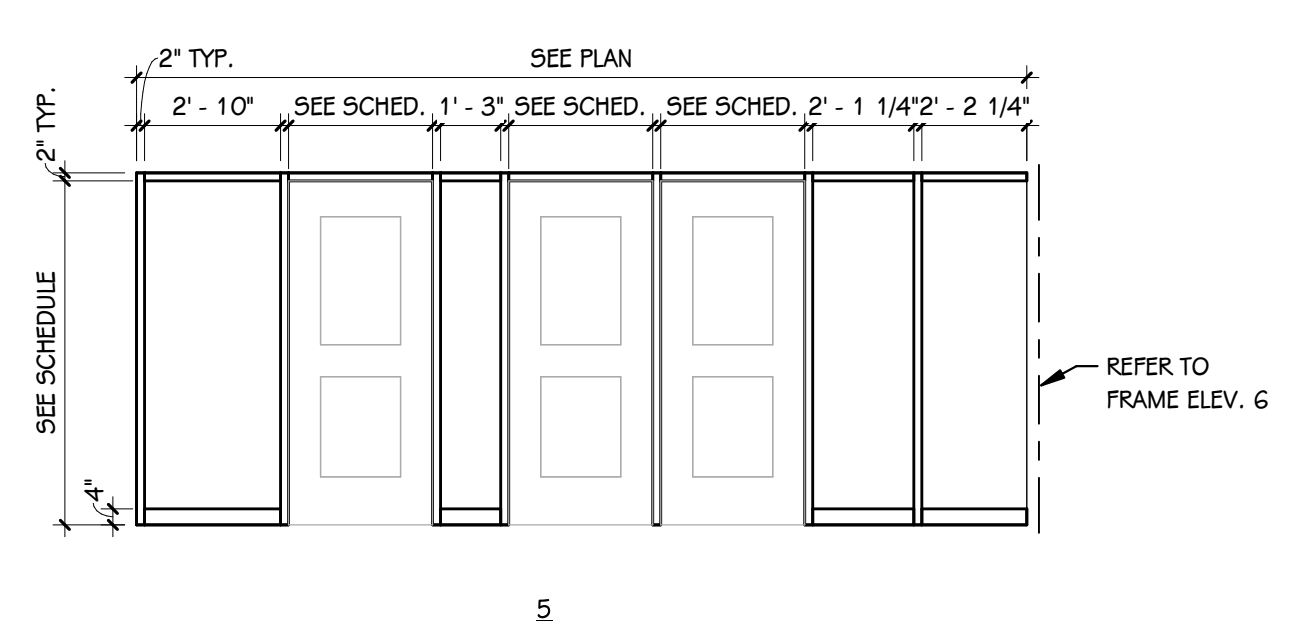 2" TYP.
SEE PLAN
2" TYP.
2' - 10"
SEE SCHED.
1' - 3"
SEE SCHED.
SEE SCHED.
2' - 1 1/4"
2' - 2 1/4"
SEE SCHEDULE
REFER TO
FRAME ELEV. 6
4"
5